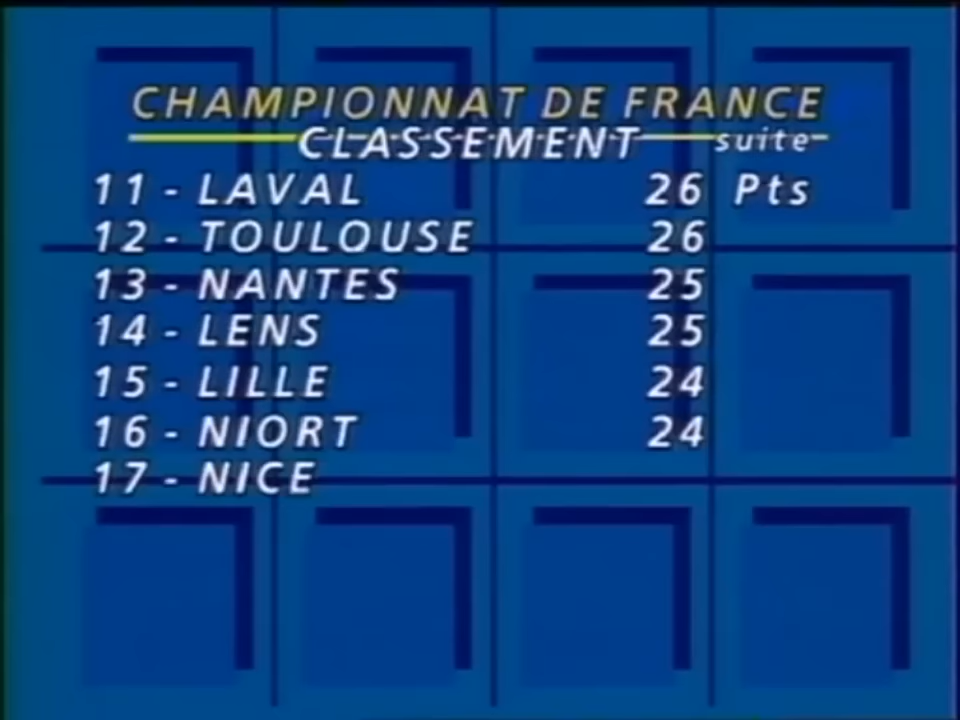 CHAMPIONNAT DE FRANCE
CLASSEMENT suite
11 - LAVAL 26 Pts
12 - TOULOUSE 26
13 - NANTES 25
14 - LENS 25
15 - LILLE 24
16 - NIORT 24
17 - NICE